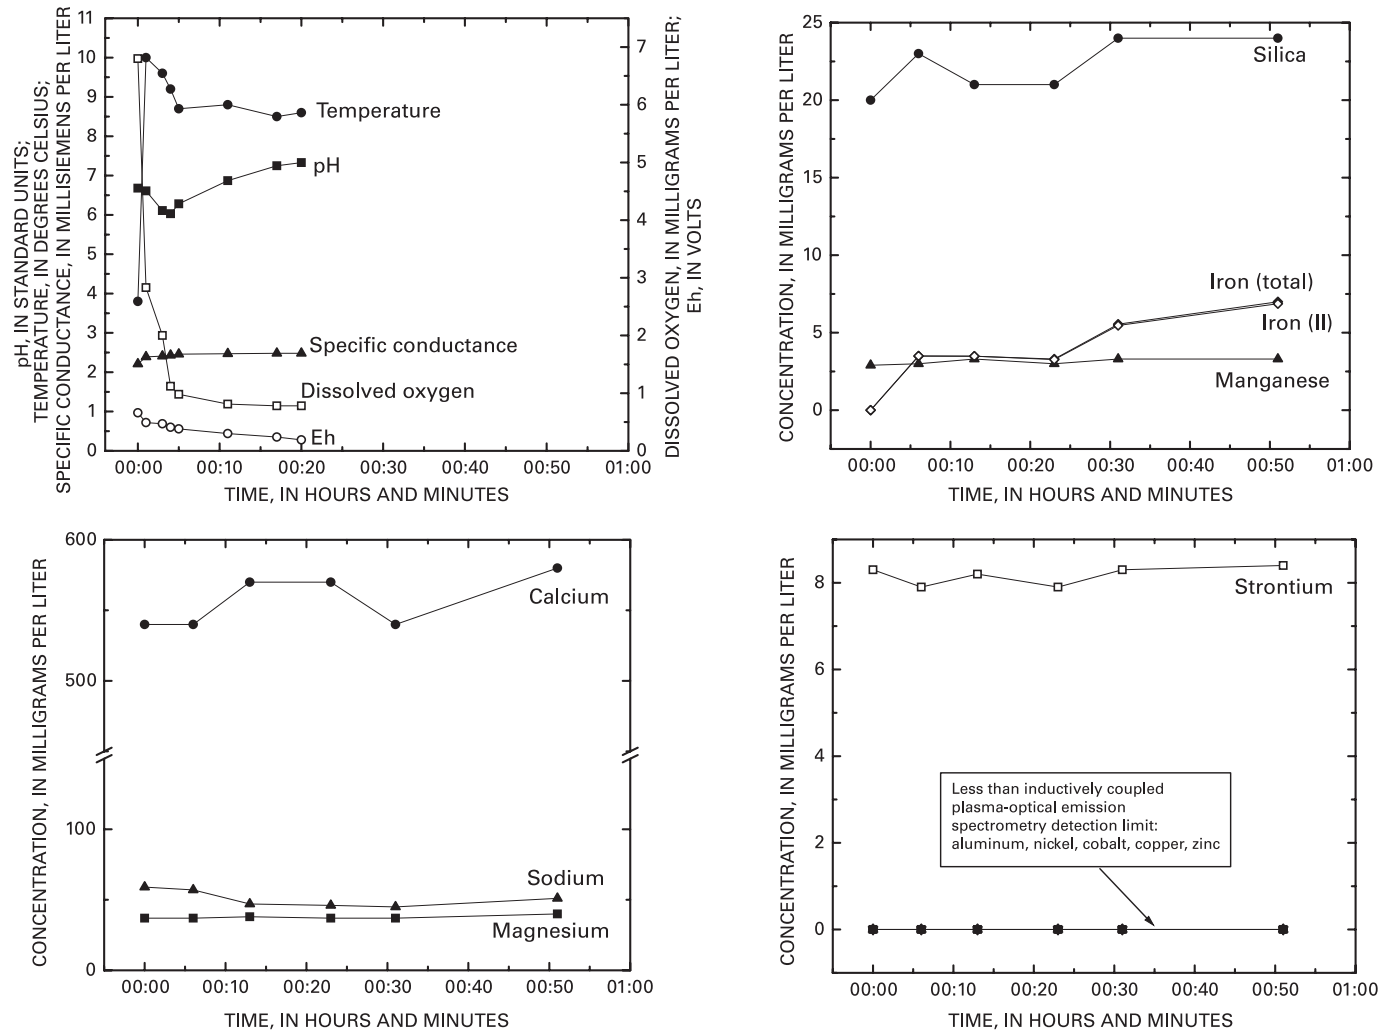 pH, IN STANDARD UNITS;
TEMPERATURE, IN DEGREES CELSIUS;
SPECIFIC CONDUCTANCE, IN MILLISIEMENS PER LITER
11
10
9
8
7
6
5
4
3
2
1
0
Temperature
pH
Specific conductance
Dissolved oxygen
Eh
7
6
5
4
3
2
1
0
DISSOLVED OXYGEN, IN MILLIGRAMS PER LITER;
Eh, IN VOLTS
00:00 00:10 00:20 00:30 00:40 00:50 01:00
TIME, IN HOURS AND MINUTES
CONCENTRATION, IN MILLIGRAMS PER LITER
25
20
15
10
5
0
Silica
Iron (total)
Iron (II)
Manganese
00:00 00:10 00:20 00:30 00:40 00:50 01:00
TIME, IN HOURS AND MINUTES
CONCENTRATION, IN MILLIGRAMS PER LITER
600
500
100
0
Calcium
Sodium
Magnesium
00:00 00:10 00:20 00:30 00:40 00:50 01:00
TIME, IN HOURS AND MINUTES
CONCENTRATION, IN MILLIGRAMS PER LITER
8
6
4
2
0
Strontium
Less than inductively coupled
plasma-optical emission
spectrometry detection limit:
aluminum, nickel, cobalt, copper, zinc
00:00 00:10 00:20 00:30 00:40 00:50 01:00
TIME, IN HOURS AND MINUTES